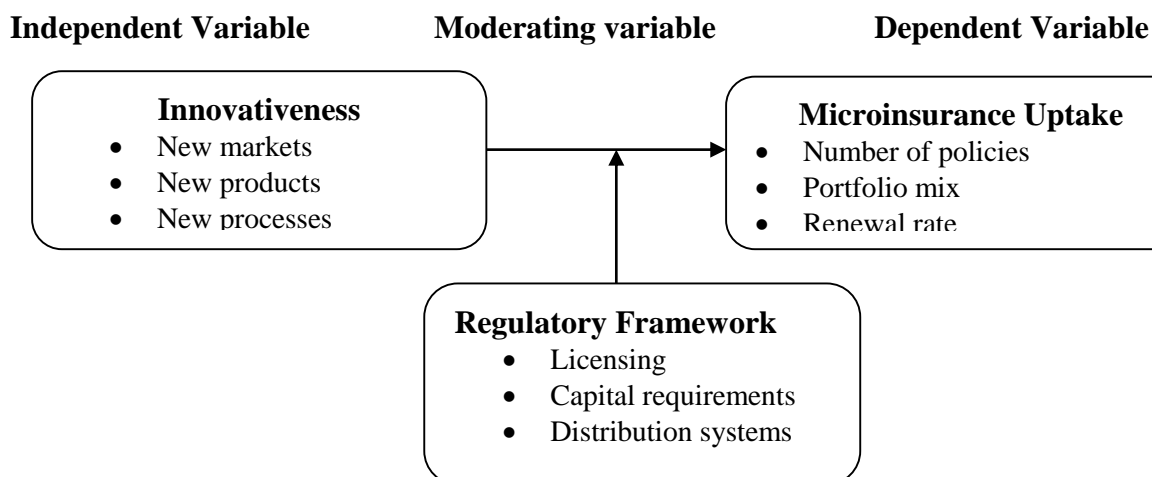 Independent Variable Moderating variable Dependent Variable
Innovativeness
• New markets
• New products
• New processes
Microinsurance Uptake
• Number of policies
• Portfolio mix
• Renewal rate
Regulatory Framework
• Licensing
• Capital requirements
• Distribution systems